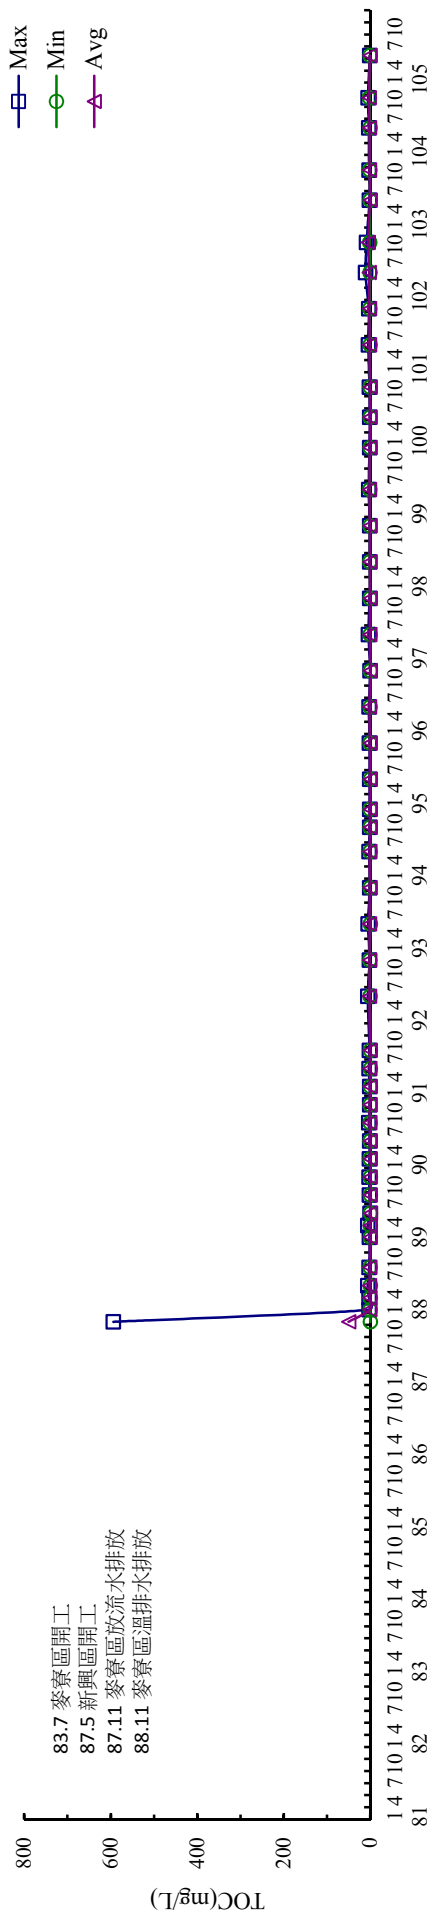 Max
Min
Avg
83.7 麥寮區開工
87.5 新興區開工
87.11 麥寮區放流水排放
88.11 麥寮區溫排水排放
TOC(mg/L)
800
600
400
200
0
1 4 7 10 1 4 7 10 1 4 7 10 1 4 7 10 1 4 7 10 1 4 7 10 1 4 7 10 1 4 7 10 1 4 7 10 1 4 7 10 1 4 7 10 1 4 7 10 1 4 7 10 1 4 7 10 1 4 7 10 1 4 7 10 1 4 7 10 1 4 7 10 1 4 7 10 1 4 7 10 1 4 7 10 1 4 7 10 1 4 7 10 1 4 7 10 1 4 7 10
81 82 83 84 85 86 87 88 89 90 91 92 93 94 95 96 97 98 99 100 101 102 103 104 105